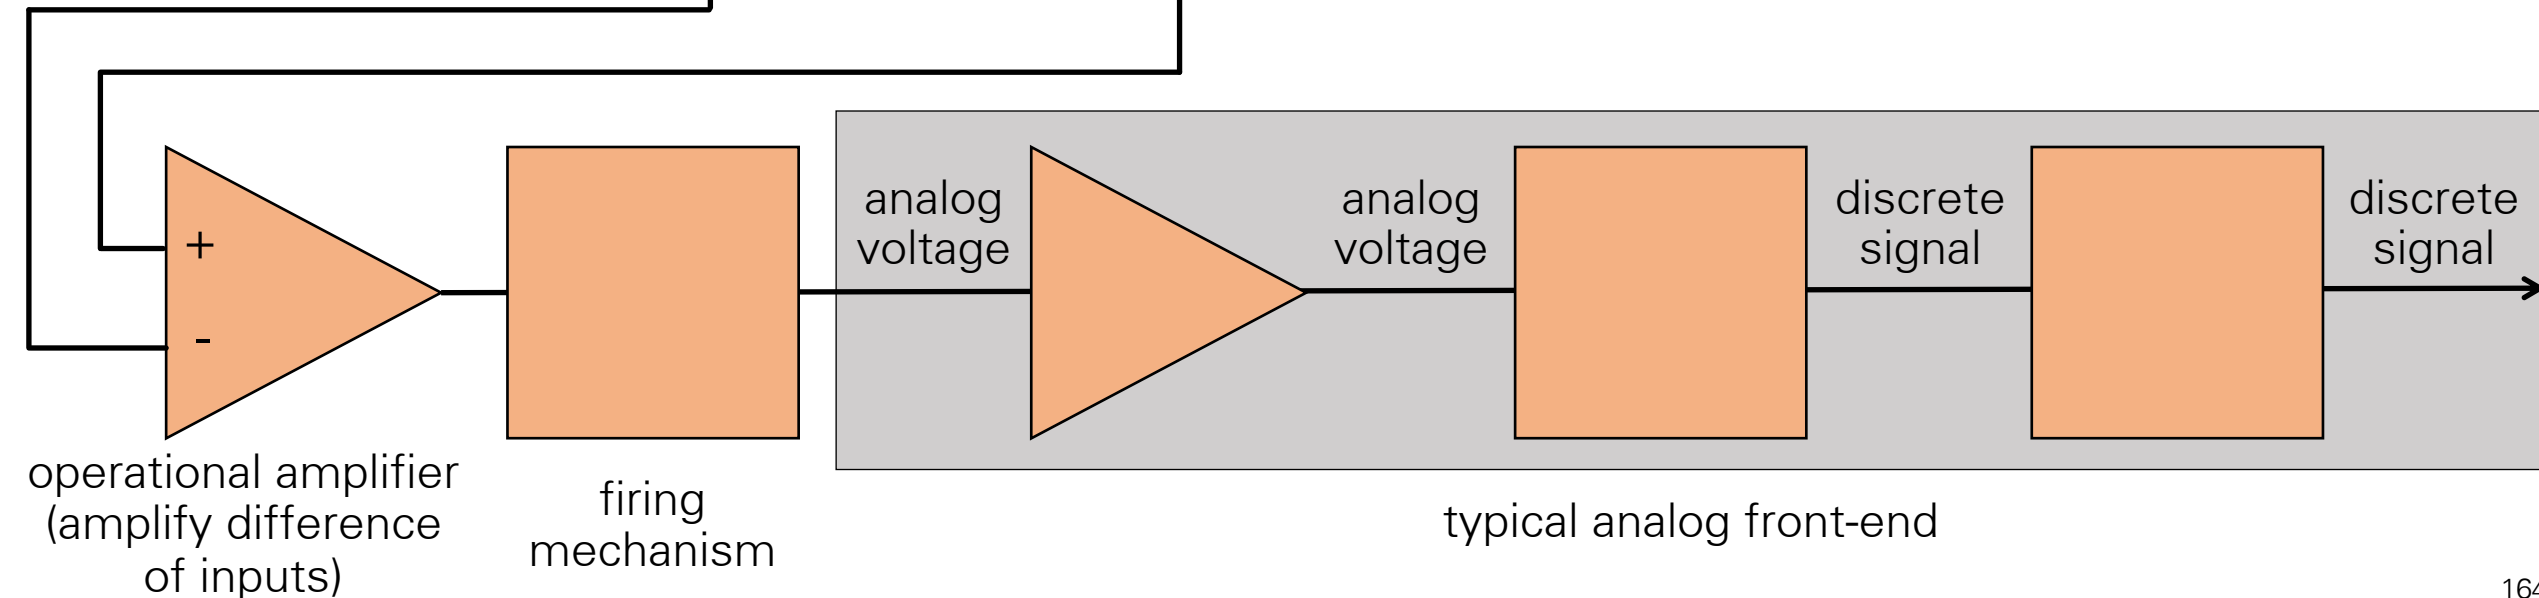 +
-
operational amplifier
(amplify difference
of inputs)
firing
mechanism
analog
voltage
analog
voltage
discrete
signal
discrete
signal
typical analog front-end
164